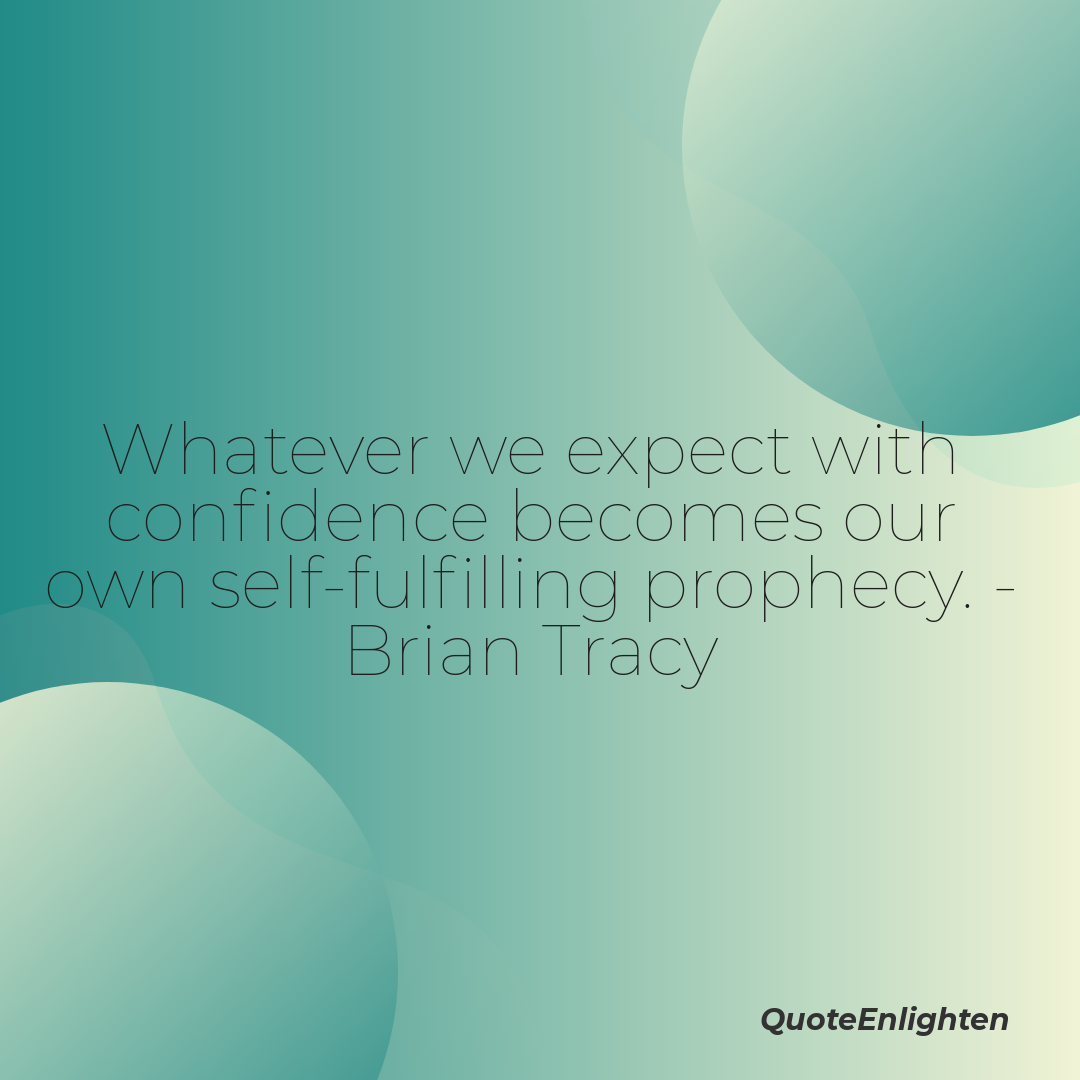 Whatever we expect with
confidence becomes our
own self-fulfilling prophecy. -
Brian Tracy
QuoteEnlighten